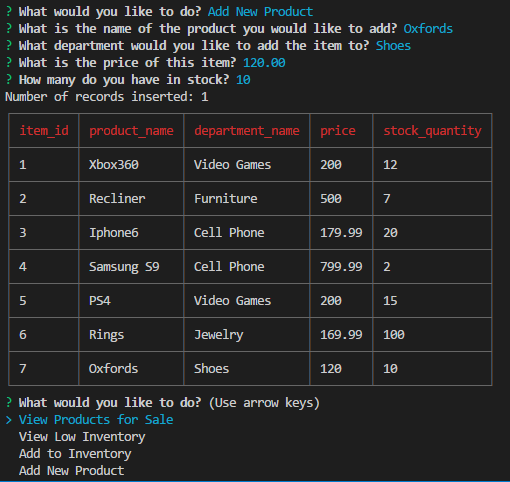 ? What would you like to do? Add New Product
? What is the name of the product you would like to add? Oxfords
? What department would you like to add the item to? Shoes
? What is the price of this item? 120.00
? How many do you have in stock? 10
Number of records inserted: 1
item_id product_name department_name price stock_quantity
1 Xbox360 Video Games 200 12
2 Recliner Furniture 500 7
3 Iphone6 Cell Phone 179.99 20
4 Samsung S9 Cell Phone 799.99 2
5 PS4 Video Games 200 15
6 Rings Jewelry 169.99 100
7 Oxfords Shoes 120 10
? What would you like to do? (Use arrow keys)
> View Products for Sale
View Low Inventory
Add to Inventory
Add New Product